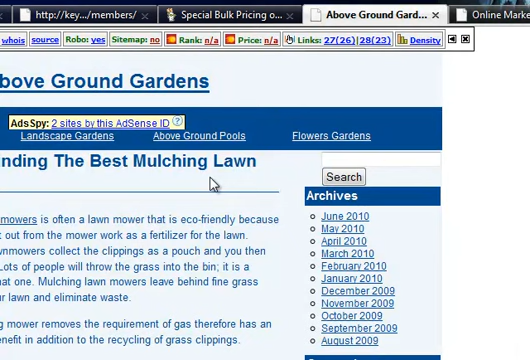 http://key.../members/ Special Bulk Pricing o... Above Ground Gard... Online Marke
whois source Robo: yes Sitemap: no Rank: n/a Price: n/a Links: 27(26)|28(23) Density
bove Ground Gardens
AdsSpy: 2 sites by this AdSense ID ?
Landscape Gardens Above Ground Pools Flowers Gardens
nding The Best Mulching Lawn
Search
Archives
mowers is often a lawn mower that is eco-friendly because
out from the mower work as a fertilizer for the lawn.
wnmowers collect the clippings as a pouch and you then
Lots of people will throw the grass into the bin; it is a
hat one. Mulching lawn mowers leave behind fine grass
ur lawn and eliminate waste.
g mower removes the requirement of gas therefore has an
enefit in addition to the recycling of grass clippings.
June 2010
May 2010
April 2010
March 2010
February 2010
January 2010
December 2009
November 2009
October 2009
September 2009
August 2009